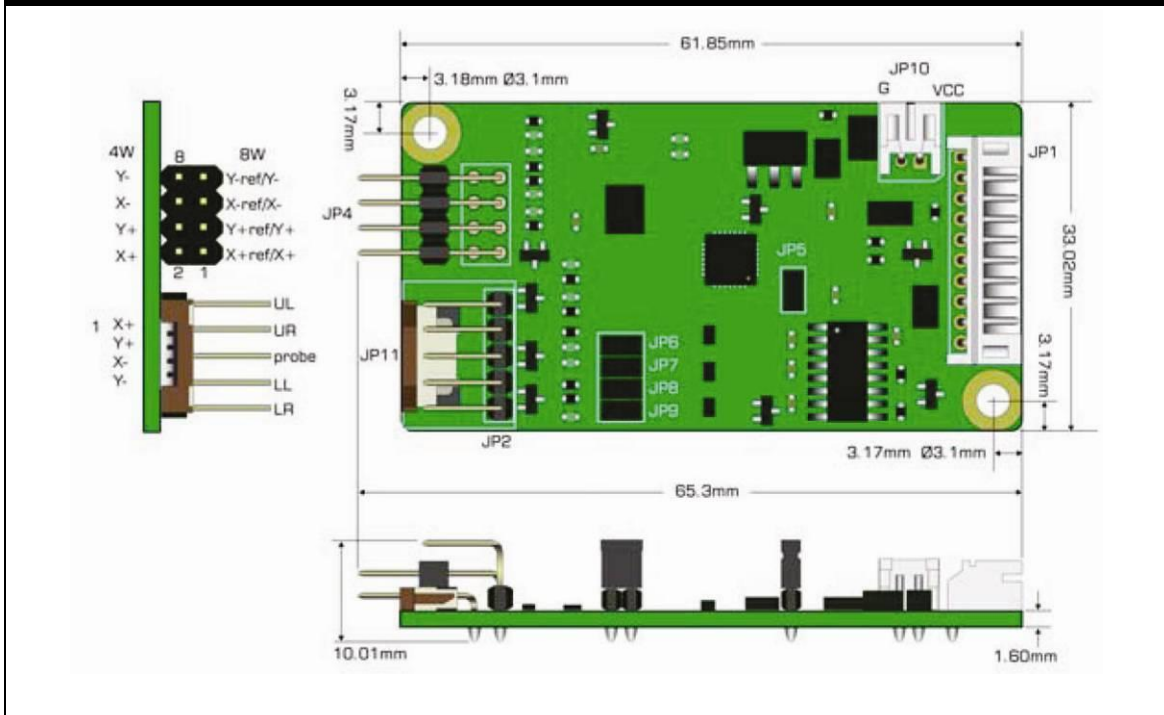 61.85mm
3.18mm Ø3.1mm
JP10
G VCC
3.17mm
4W 8 8W
JP1
Y- Y-ref/Y-
X- X-ref/X-
JP4
Y+ Y+ref/Y+
X+ X+ref/X+
2 1
JP5
33.02mm
UL
1 X+ UR
Y+
X- probe
Y- LL
LR
JP11
JP6
JP7
JP8
JP9
3.17mm
JP2
3.17mm Ø3.1mm
65.3mm
10.01mm
1.60mm